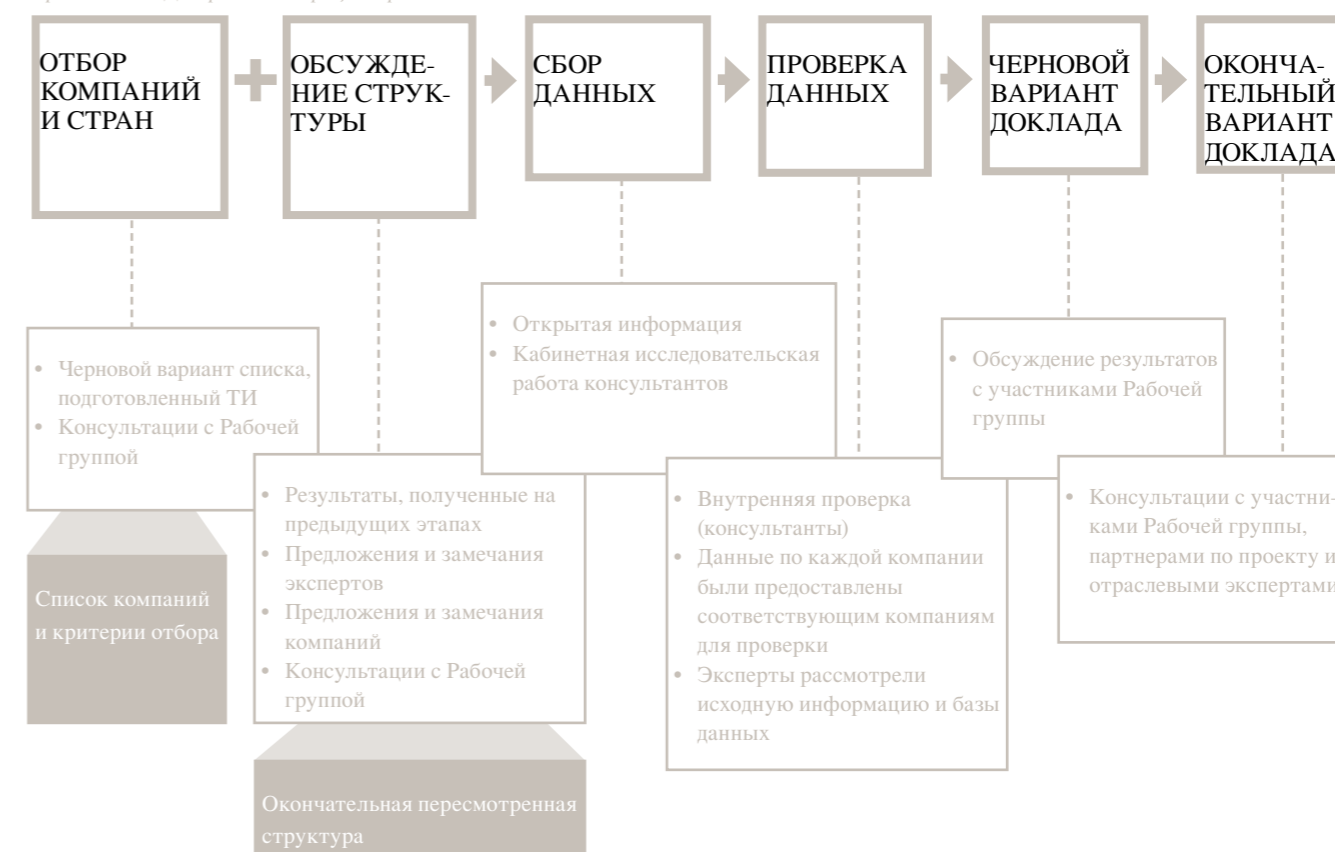 ОТБОР
КОМПАНИЙ
И СТРАН
ОБСУЖДЕ-
НИЕ СТРУК-
ТУРЫ
СБОР
ДАННЫХ
ПРОВЕРКА
ДАННЫХ
ЧЕРНОВОЙ
ВАРИАНТ
ДОКЛАДА
ОКОНЧА-
ТЕЛЬНЫЙ
ВАРИАНТ
ДОКЛАДА
• Черновой вариант списка,
подготовленный ТИ
• Консультации с Рабочей
группой
Список компаний
и критерии отбора
• Результаты, полученные на
предыдущих этапах
• Предложения и замечания
экспертов
• Предложения и замечания
компаний
• Консультации с Рабочей
группой
Окончательная пересмотренная
структура
• Открытая информация
• Кабинетная исследовательская
работа консультантов
• Внутренняя проверка
(консультанты)
• Данные по каждой компании
были предоставлены
соответствующим компаниям
для проверки
• Эксперты рассмотрели
исходную информацию и базы
данных
• Обсуждение результатов
с участниками Рабочей
группы
• Консультации с участни-
ками Рабочей группы,
партнерами по проекту и
отраслевыми экспертами